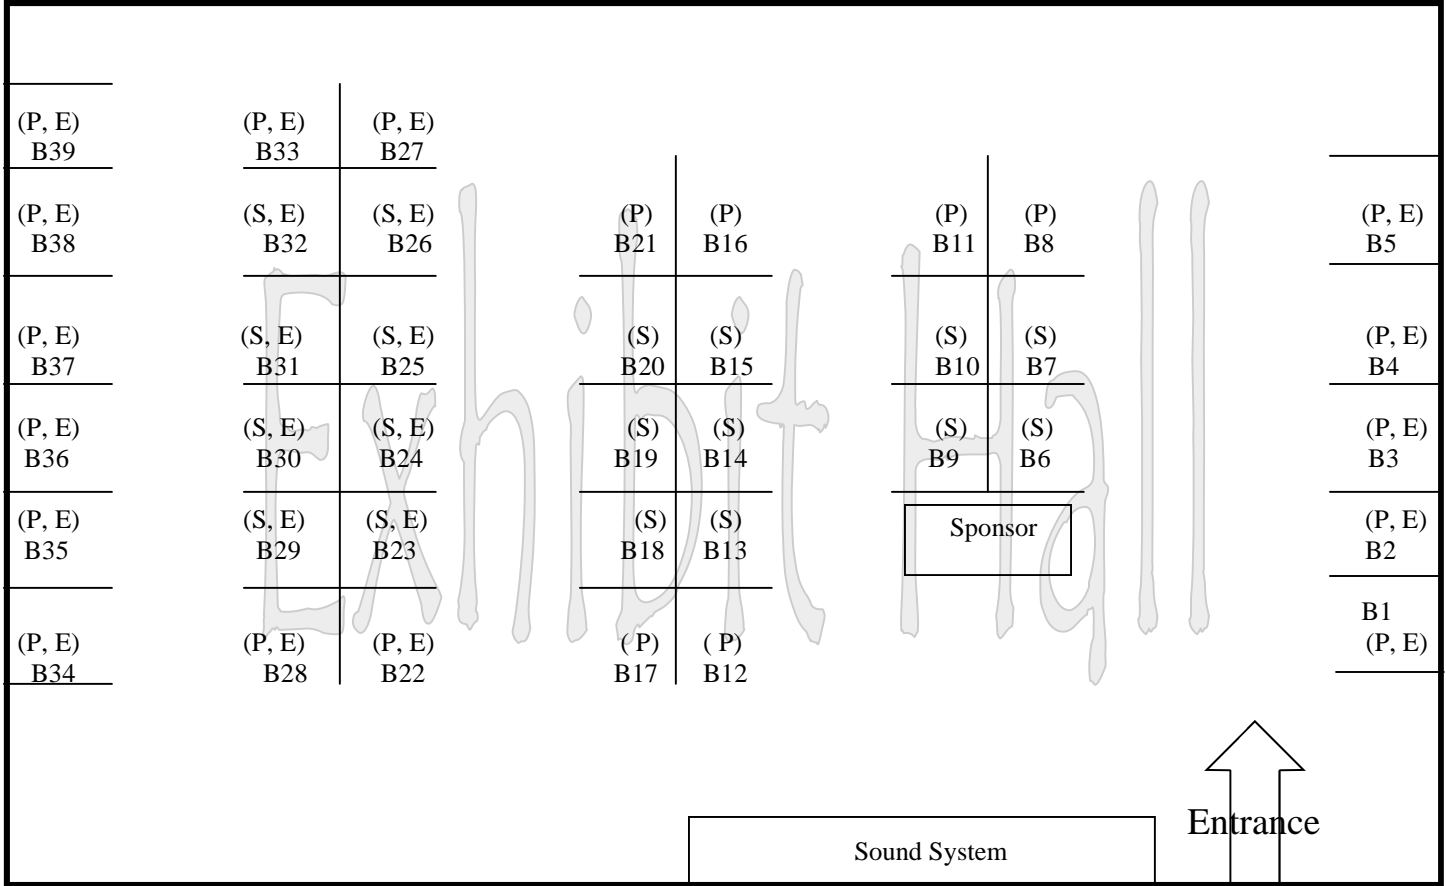 (P, E) (P, E) (P, E)
B39 B33 B27
(P, E) (S, E) (S, E) (P) (P) (P) (P) (P, E)
B38 B32 B26 B21 B16 B11 B8 B5
(P, E) (S, E) (S, E) (S) (S) (S) (S) (P, E)
B37 B31 B25 B20 B15 B10 B7 B4
(P, E) (S, E) (S, E) (S) (S) (S) (S) (P, E)
B36 B30 B24 B19 B14 B9 B6 B3
(P, E) (S, E) (S, E) (S) (S) Sponsor (P, E)
B35 B29 B23 B18 B13 B2
B1
(P, E) (P, E) (P, E) ( P) ( P) (P, E)
B34 B28 B22 B17 B12
Exhibit Hall
Entrance
Sound System